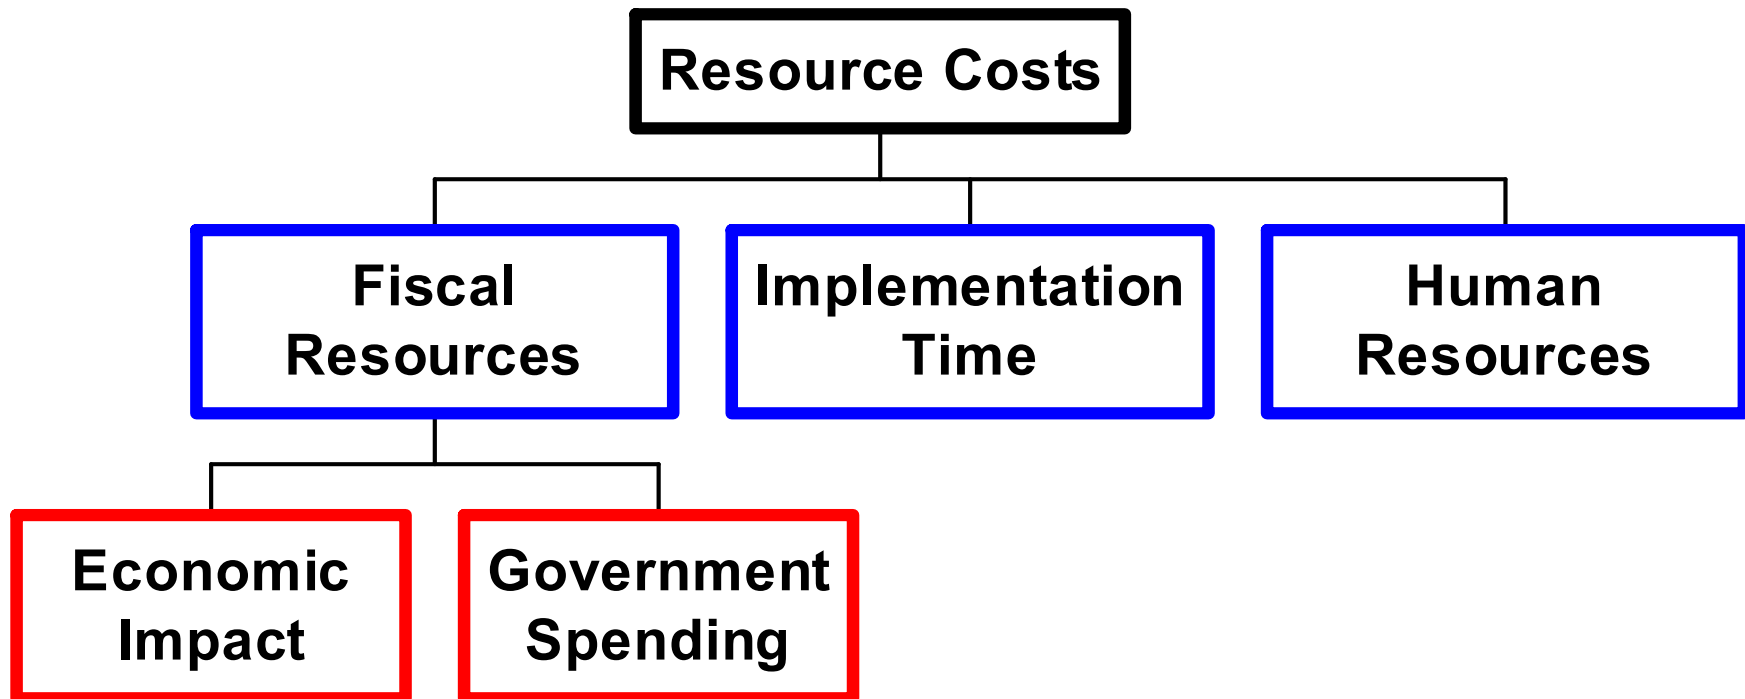 Resource Costs
Fiscal
Resources
Implementation
Time
Human
Resources
Economic
Impact
Government
Spending